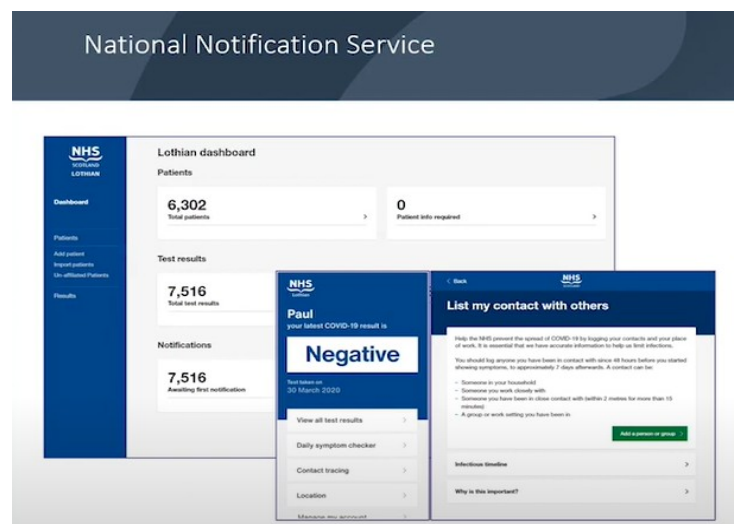 National Notification Service
NHS
SCOTLAND
LOTHIAN
Dashboard
Patients
Add patient
Import patients
Un-affiliated Patients
Results
Lothian dashboard
Patients
6,302
Total patients
0
Patient info required
Test results
7,516
Total test results
Notifications
7,516
Awaiting first notification
NHS
Lothian
Paul
your latest COVID-19 result is
Negative
Test taken on
30 March 2020
View all test results
Daily symptom checker
Contact tracing
Location
Manage my account
Back
NHS
List my contact with others
Help the NHS prevent the spread of COVID-19 by logging your contacts and your place
of work. It is essential that we have accurate information to help us limit infections.
You should log anyone you have been in contact with since 48 hours before you started
showing symptoms, to approximately 7 days afterwards. A contact can be:
– Someone in your household
– Someone you work closely with
– Someone you have been in close contact with (within 2 metres for more than 15
minutes)
– A group or work setting you have been in
Add a person or group
Infectious timeline
Why is this important?